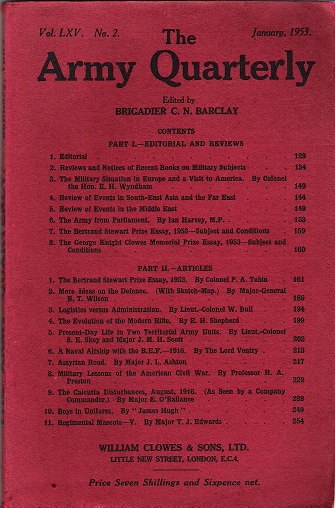 Vol. LXV. No. 2.
The
January, 1953.
Army Quarterly
Edited by
BRIGADIER C. N. BARCLAY
CONTENTS
PART I.—EDITORIAL AND REVIEWS
1. Editorial 129
2. Reviews and Notices of Recent Books on Military Subjects 134
3. The Military Situation in Europe and a Visit to America. By Colonel
the Hon. E. H. Wyndham 140
4. Review of Events in South-East Asia and the Far East 144
5. Review of Events in the Middle East 149
6. The Army from Parliament. By Ian Harvey, M.P. 153
7. The Bertrand Stewart Prize Essay, 1953—Subject and Conditions 159
8. The George Knight Clowes Memorial Prize Essay, 1953—Subject and
Conditions 160
PART II.—ARTICLES
1. The Bertrand Stewart Prize Essay, 1952. By Colonel P. A. Tobin 161
2. More Ideas on the Defence. (With Sketch-Map.) By Major-General
B. T. Wilson 185
3. Logistics versus Administration. By Lieut.-Colonel W. Hull 194
4. The Evolution of the Modern Rifle. By E. H. Shepherd 199
5. Present-Day Life in Two Territorial Army Units. By Lieut.-Colonel
S. E. Skey and Major J. M. H. Scott 202
6. A Naval Airship with the B.E.F.—1916. By The Lord Ventry 213
7. Assyrian Road. By Major J. L. Ashton 217
8. Military Lessons of the American Civil War. By Professor R. A.
Preston 229
9. The Calcutta Disturbances, August, 1946. (As Seen by a Company
Commander.) By Major E. O'Ballance 238
10. Boys in Uniform. By "James Hugh" 249
11. Regimental Mascots—V. By Major T. J. Edwards 254
WILLIAM CLOWES & SONS, LTD.
LITTLE NEW STREET, LONDON, E.C.4.
Price Seven Shillings and Sixpence net.